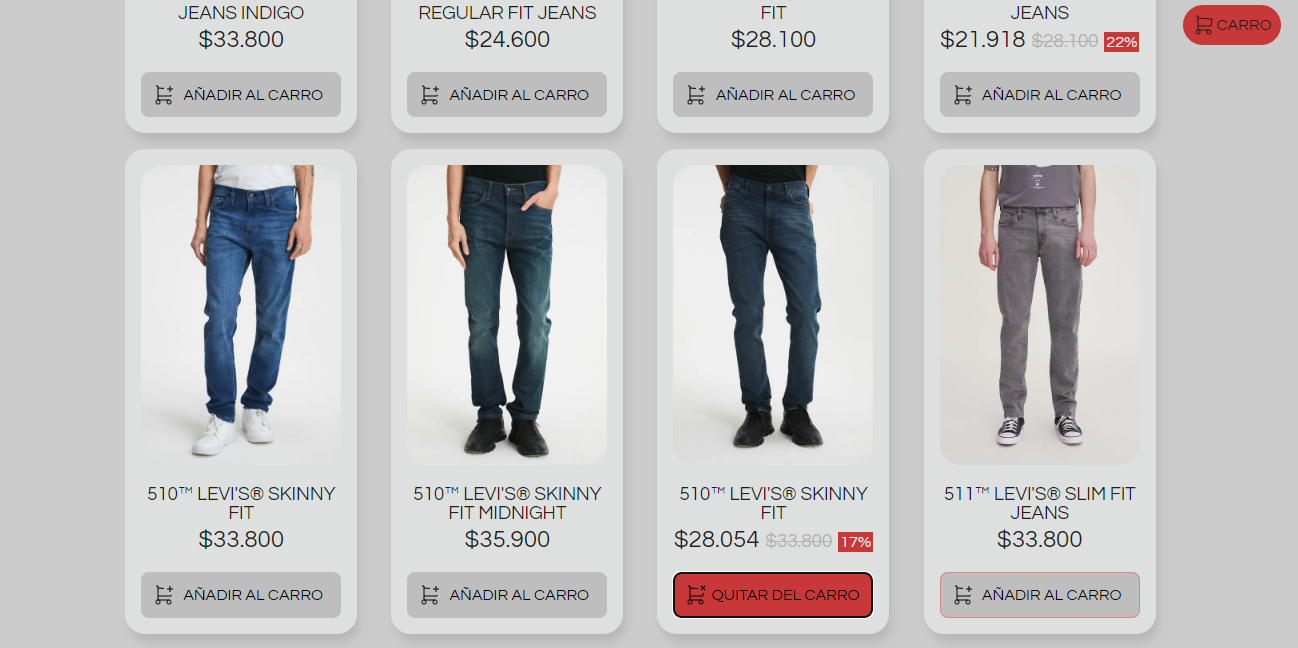 JEANS INDIGO
$33.800
AÑADIR AL CARRO
REGULAR FIT JEANS
$24.600
AÑADIR AL CARRO
FIT
$28.100
AÑADIR AL CARRO
JEANS
$21.918 $28.100 22%
AÑADIR AL CARRO
CARRO
510™ LEVI'S® SKINNY
FIT
$33.800
AÑADIR AL CARRO
510™ LEVI'S® SKINNY
FIT MIDNIGHT
$35.900
AÑADIR AL CARRO
510™ LEVI'S® SKINNY
FIT
$28.054 $33.800 17%
QUITAR DEL CARRO
511™ LEVI'S® SLIM FIT
JEANS
$33.800
AÑADIR AL CARRO